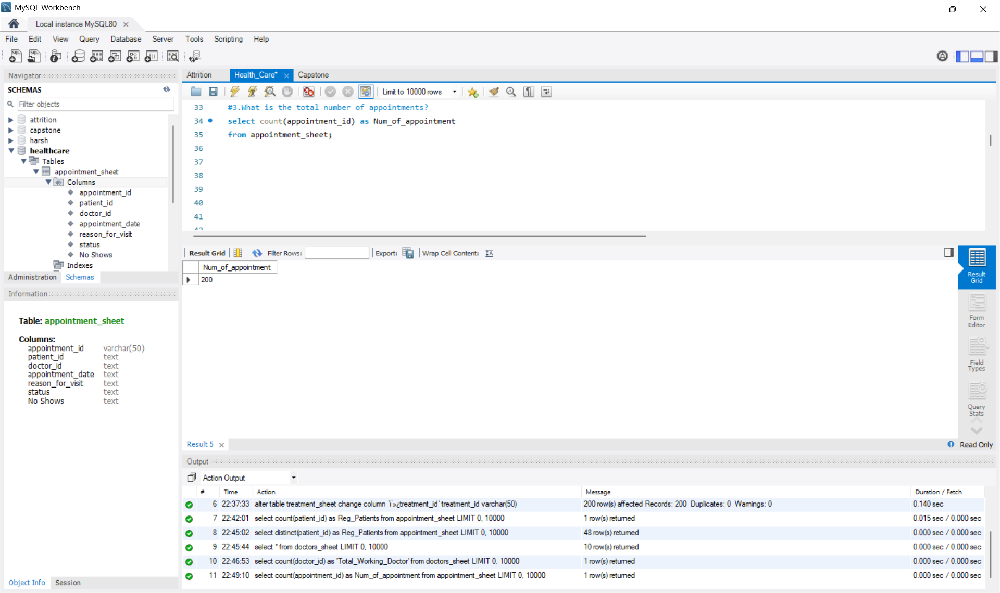 MySQL Workbench
Local instance MySQL80
File Edit View Query Database Server Tools Scripting Help
Navigator
SCHEMAS
Filter objects
attrition
capstone
harsh
healthcare
Tables
appointment_sheet
Columns
appointment_id
patient_id
doctor_id
appointment_date
reason_for_visit
status
No Shows
Indexes
Administration Schemas
Information
Table: appointment_sheet
Columns:
appointment_id varchar(50)
patient_id text
doctor_id text
appointment_date text
reason_for_visit text
status text
No Shows text
Object Info Session
Attrition Health_Care* Capstone
Limit to 10000 rows
33 #3.What is the total number of appointments?
34 select count(appointment_id) as Num_of_appointment
35 from appointment_sheet;
36
37
38
39
40
41
42
Result Grid Filter Rows: Export: Wrap Cell Content:
Num_of_appointment
200
Result Grid
Form Editor
Field Types
Query Stats
Result 5
Read Only
Output
Action Output
# Time Action Message Duration / Fetch
6 22:37:33 alter table treatment_sheet change column `ï»¿treatment_id` treatment_id varchar(50) 200 row(s) affected Records: 200 Duplicates: 0 Warnings: 0 0.140 sec
7 22:42:01 select count(patient_id) as Reg_Patients from appointment_sheet LIMIT 0, 10000 1 row(s) returned 0.015 sec / 0.000 sec
8 22:45:02 select distinct(patient_id) as Reg_Patients from appointment_sheet LIMIT 0, 10000 48 row(s) returned 0.000 sec / 0.000 sec
9 22:45:44 select * from doctors_sheet LIMIT 0, 10000 10 row(s) returned 0.000 sec / 0.000 sec
10 22:46:53 select count(doctor_id) as 'Total_Working_Doctor' from doctors_sheet LIMIT 0, 10000 1 row(s) returned 0.000 sec / 0.000 sec
11 22:49:10 select count(appointment_id) as Num_of_appointment from appointment_sheet LIMIT 0, 10000 1 row(s) returned 0.000 sec / 0.000 sec